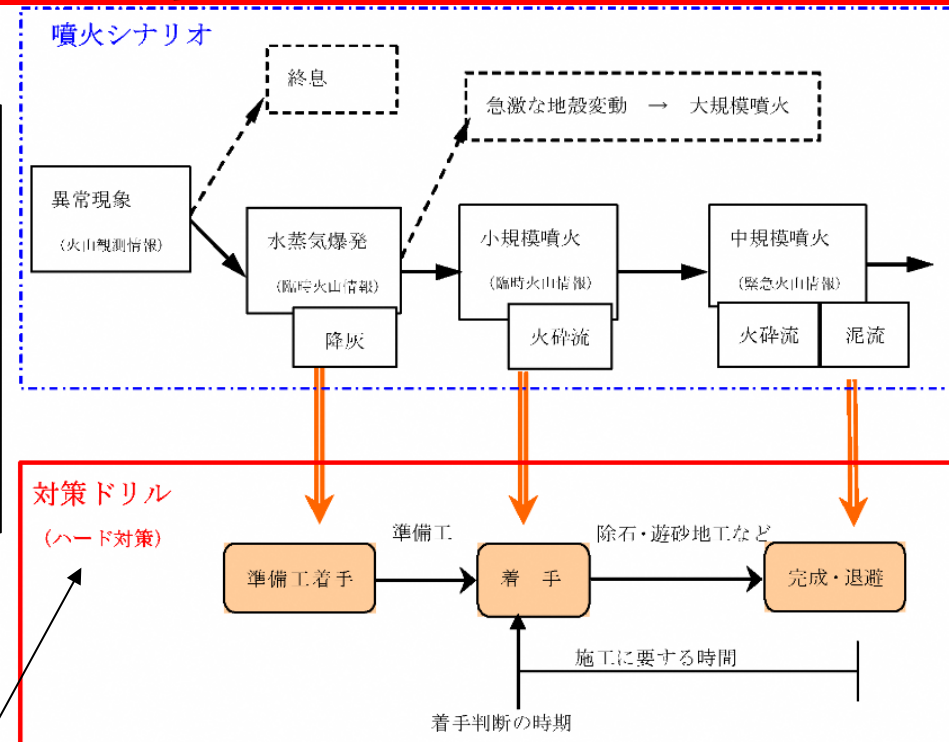 噴火シナリオ
終息
急激な地殻変動 → 大規模噴火
異常現象
(火山観測情報)
水蒸気爆発
(臨時火山情報)
降灰
小規模噴火
(臨時火山情報)
火砕流
中規模噴火
(緊急火山情報)
火砕流
泥流
対策ドリル
(ハード対策)
準備工着手
準備工
着 手
除石・遊砂地工など
完成・退避
施工に要する時間
着手判断の時期